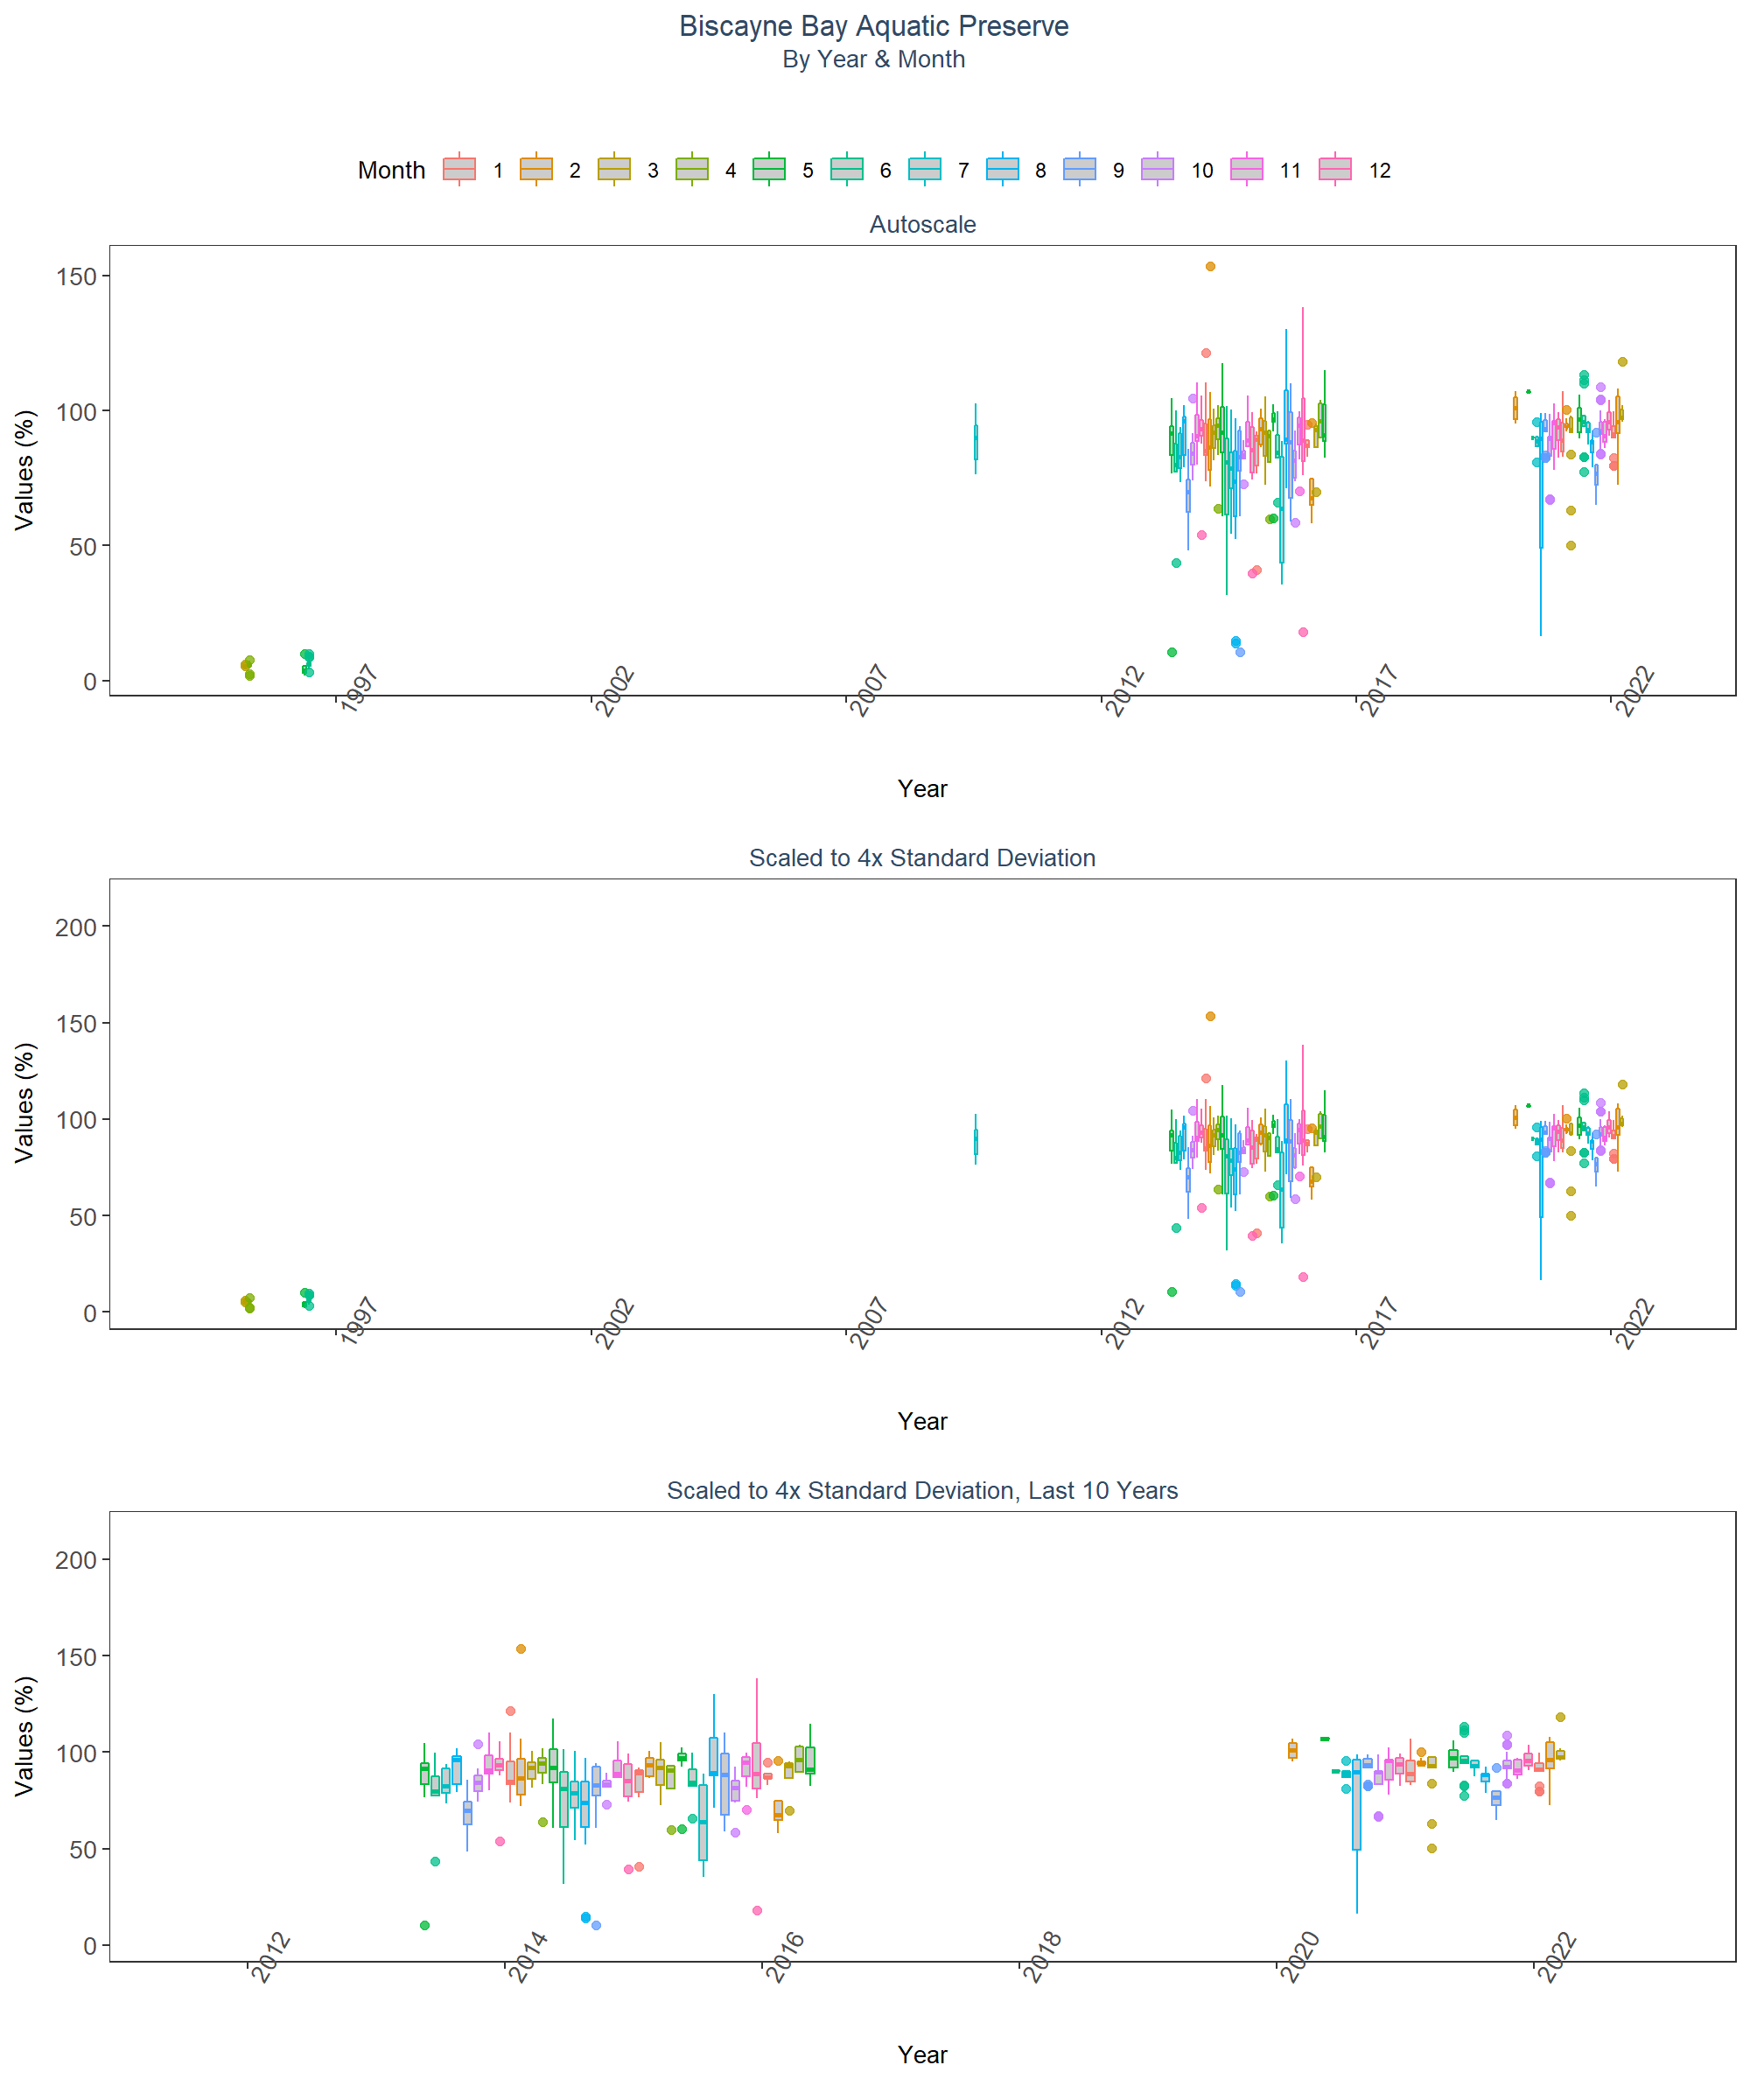 Biscayne Bay Aquatic Preserve
By Year & Month
Month 1 2 3 4 5 6 7 8 9 10 11 12
Autoscale
Values (%)
150
100
50
0
1997 2002 2007 2012 2017 2022
Year
Scaled to 4x Standard Deviation
Values (%)
200
150
100
50
0
1997 2002 2007 2012 2017 2022
Year
Scaled to 4x Standard Deviation, Last 10 Years
Values (%)
200
150
100
50
0
2012 2014 2016 2018 2020 2022
Year